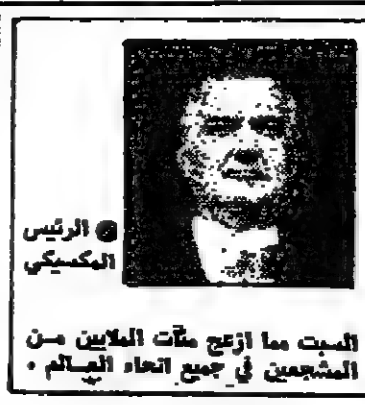 ● الرئيس
المكسيكي
السبت مما ازعج مئات الملايين من
المشجعين في جميع انحاء العالم .